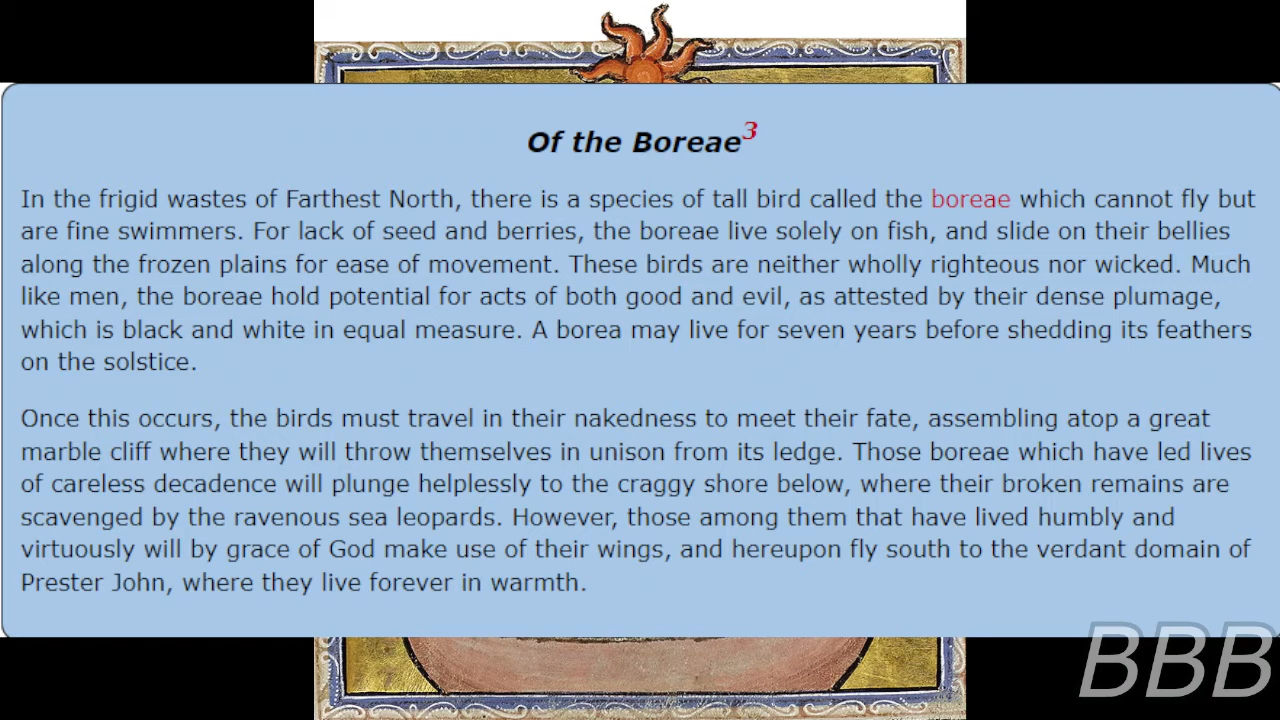 Of the Boreae3
In the frigid wastes of Farthest North, there is a species of tall bird called the boreae which cannot fly but
are fine swimmers. For lack of seed and berries, the boreae live solely on fish, and slide on their bellies
along the frozen plains for ease of movement. These birds are neither wholly righteous nor wicked. Much
like men, the boreae hold potential for acts of both good and evil, as attested by their dense plumage,
which is black and white in equal measure. A borea may live for seven years before shedding its feathers
on the solstice.
Once this occurs, the birds must travel in their nakedness to meet their fate, assembling atop a great
marble cliff where they will throw themselves in unison from its ledge. Those boreae which have led lives
of careless decadence will plunge helplessly to the craggy shore below, where their broken remains are
scavenged by the ravenous sea leopards. However, those among them that have lived humbly and
virtuously will by grace of God make use of their wings, and hereupon fly south to the verdant domain of
Prester John, where they live forever in warmth.
BBB